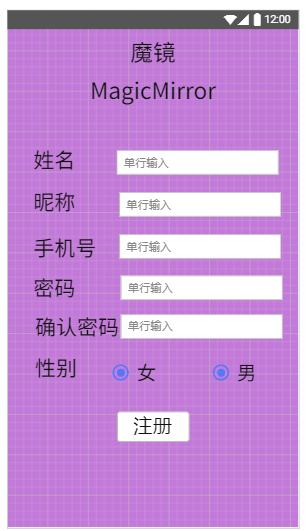 12:00
魔镜
MagicMirror
姓名 单行输入
昵称 单行输入
手机号 单行输入
密码 单行输入
确认密码 单行输入
性别 女 男
注册